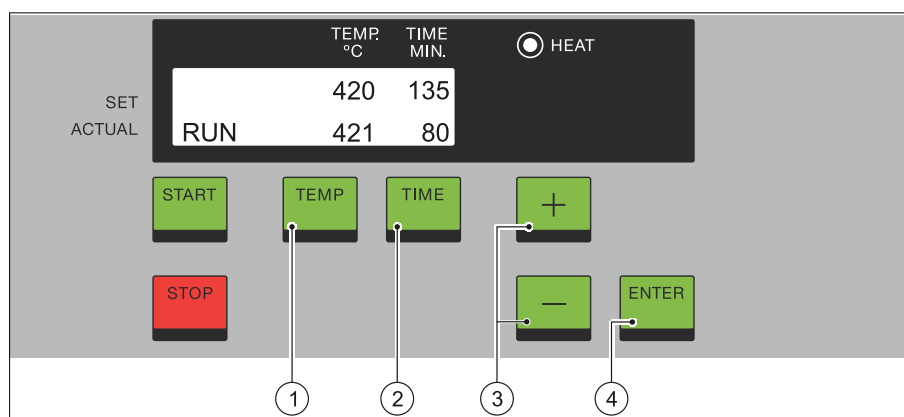 TEMP. TIME
°C MIN.
HEAT
SET 420 135
ACTUAL RUN 421 80
START TEMP TIME +
STOP − ENTER
1 2 3 4